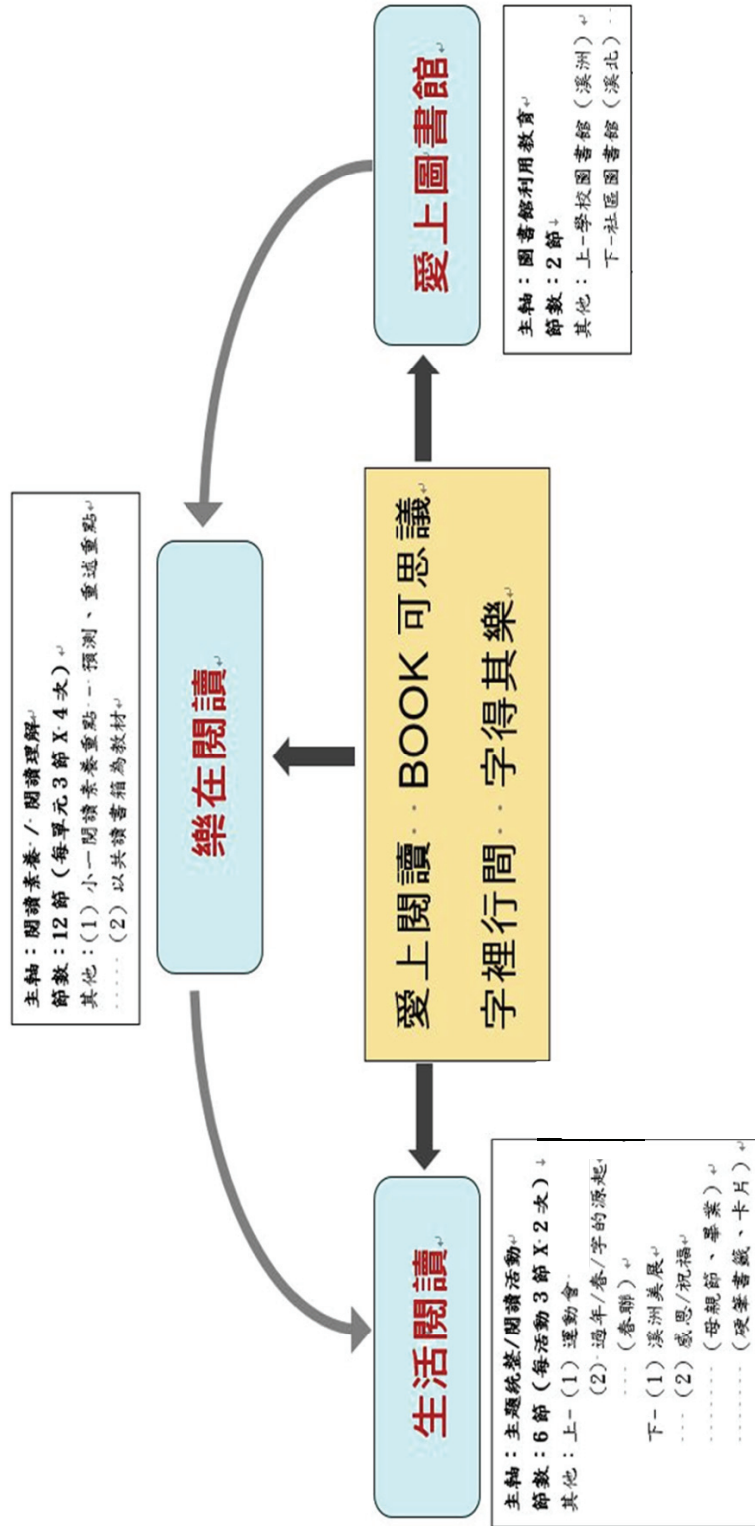 生活閱讀
主軸：主題統整/閱讀活動
節數：6節（每活動3節X2次）
其他：上-（1）運動會
（2）過年/春/字的源起
（春聯）
下-（1）溪洲美展
（2）感恩/祝福
（母親節、畢業）
（硬筆書籤、卡片）
主軸：閱讀素養/閱讀理解
節數：12節（每單元3節X4次）
其他：（1）小一閱讀素養重點-預測、重述重點
（2）以共讀書箱為教材
樂在閱讀
愛上閱讀 BOOK可思議
字裡行間 字得其樂
愛上圖書館
主軸：圖書館利用教育
節數：2節
其他：上-學校圖書館（溪洲）
下-社區圖書館（溪北）